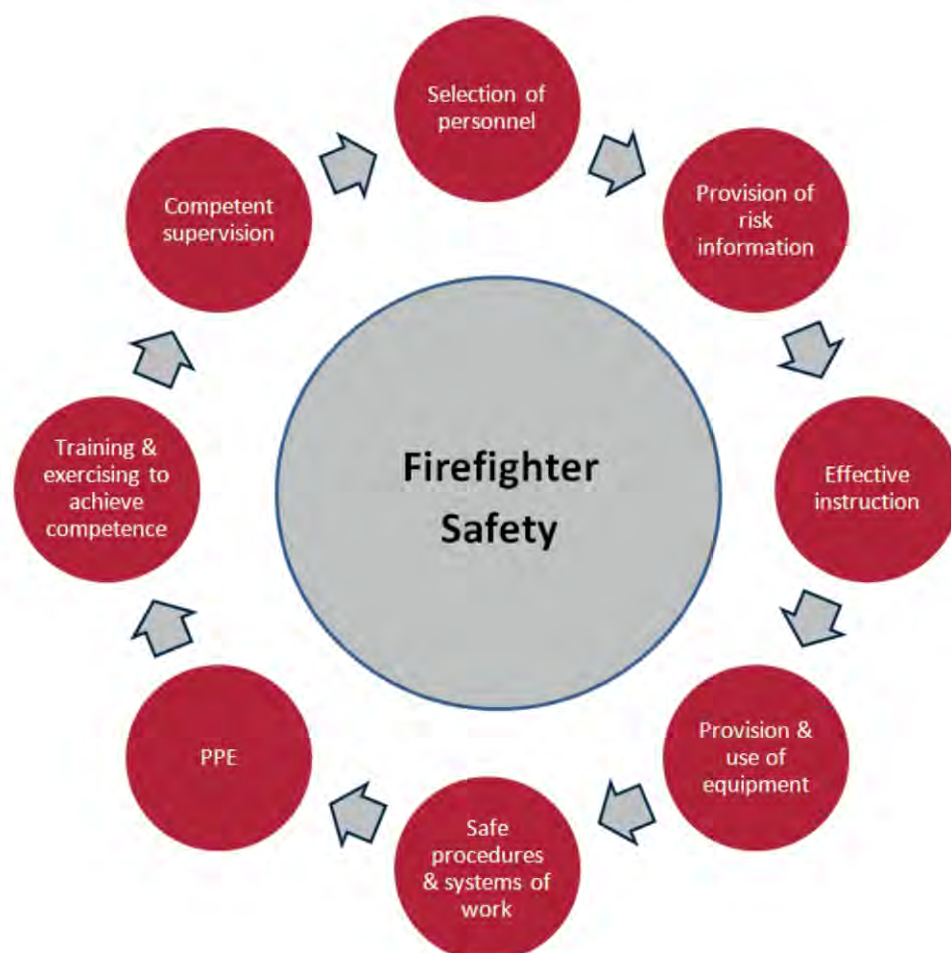 Selection of
personnel
Provision of
risk
information
Effective
instruction
Provision &
use of
equipment
Safe
procedures
& systems of
work
PPE
Training &
exercising to
achieve
competence
Competent
supervision
Firefighter
Safety